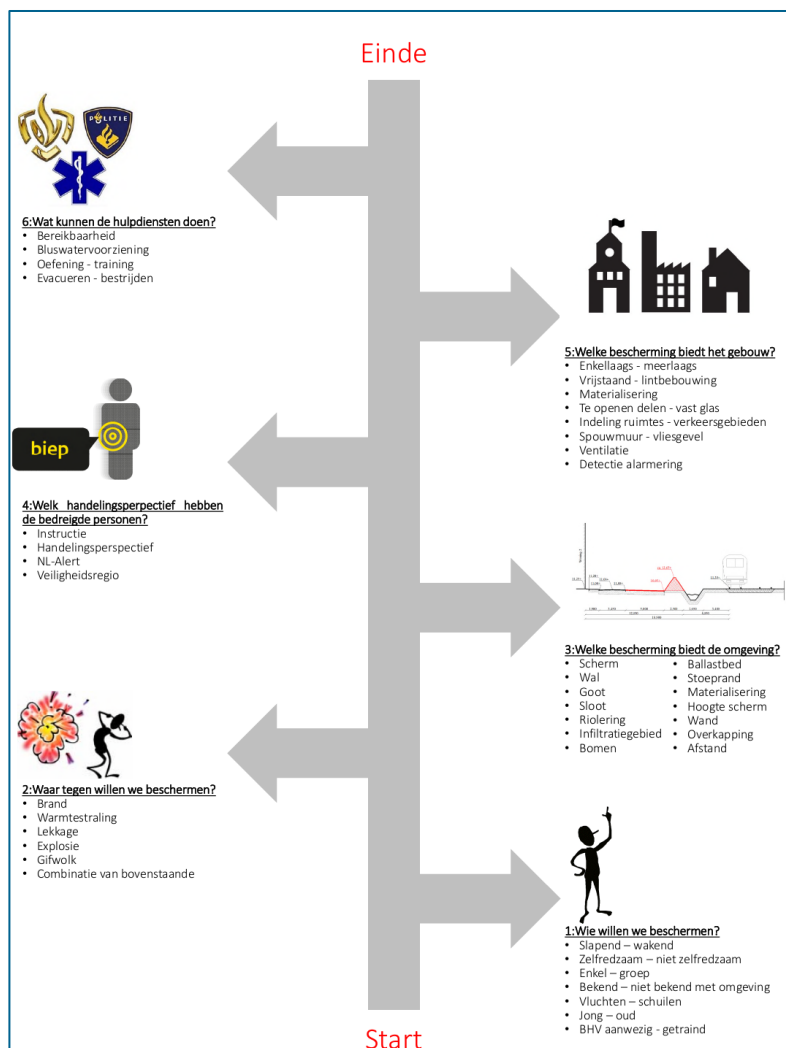 Einde
POLITIE
6:Wat kunnen de hulpdiensten doen?
• Bereikbaarheid
• Bluswatervoorziening
• Oefening - training
• Evacueren - bestrijden
5:Welke bescherming biedt het gebouw?
• Enkellaags - meerlaags
• Vrijstaand - lintbebouwing
• Materialisering
• Te openen delen - vast glas
• Indeling ruimtes - verkeersgebieden
• Spouwmuur - vliesgevel
• Ventilatie
• Detectie alarmering
biep
4:Welk handelingsperpectief hebben
de bedreigde personen?
• Instructie
• Handelingsperspectief
• NL-Alert
• Veiligheidsregio
3:Welke bescherming biedt de omgeving?
• Scherm
• Wal
• Goot
• Sloot
• Riolering
• Infiltratiegebied
• Bomen
• Ballastbed
• Stoeprand
• Materialisering
• Hoogte scherm
• Wand
• Overkapping
• Afstand
2:Waar tegen willen we beschermen?
• Brand
• Warmtestraling
• Lekkage
• Explosie
• Gifwolk
• Combinatie van bovenstaande
1:Wie willen we beschermen?
• Slapend – wakend
• Zelfredzaam – niet zelfredzaam
• Enkel – groep
• Bekend – niet bekend met omgeving
• Vluchten – schuilen
• Jong – oud
• BHV aanwezig - getraind
Start